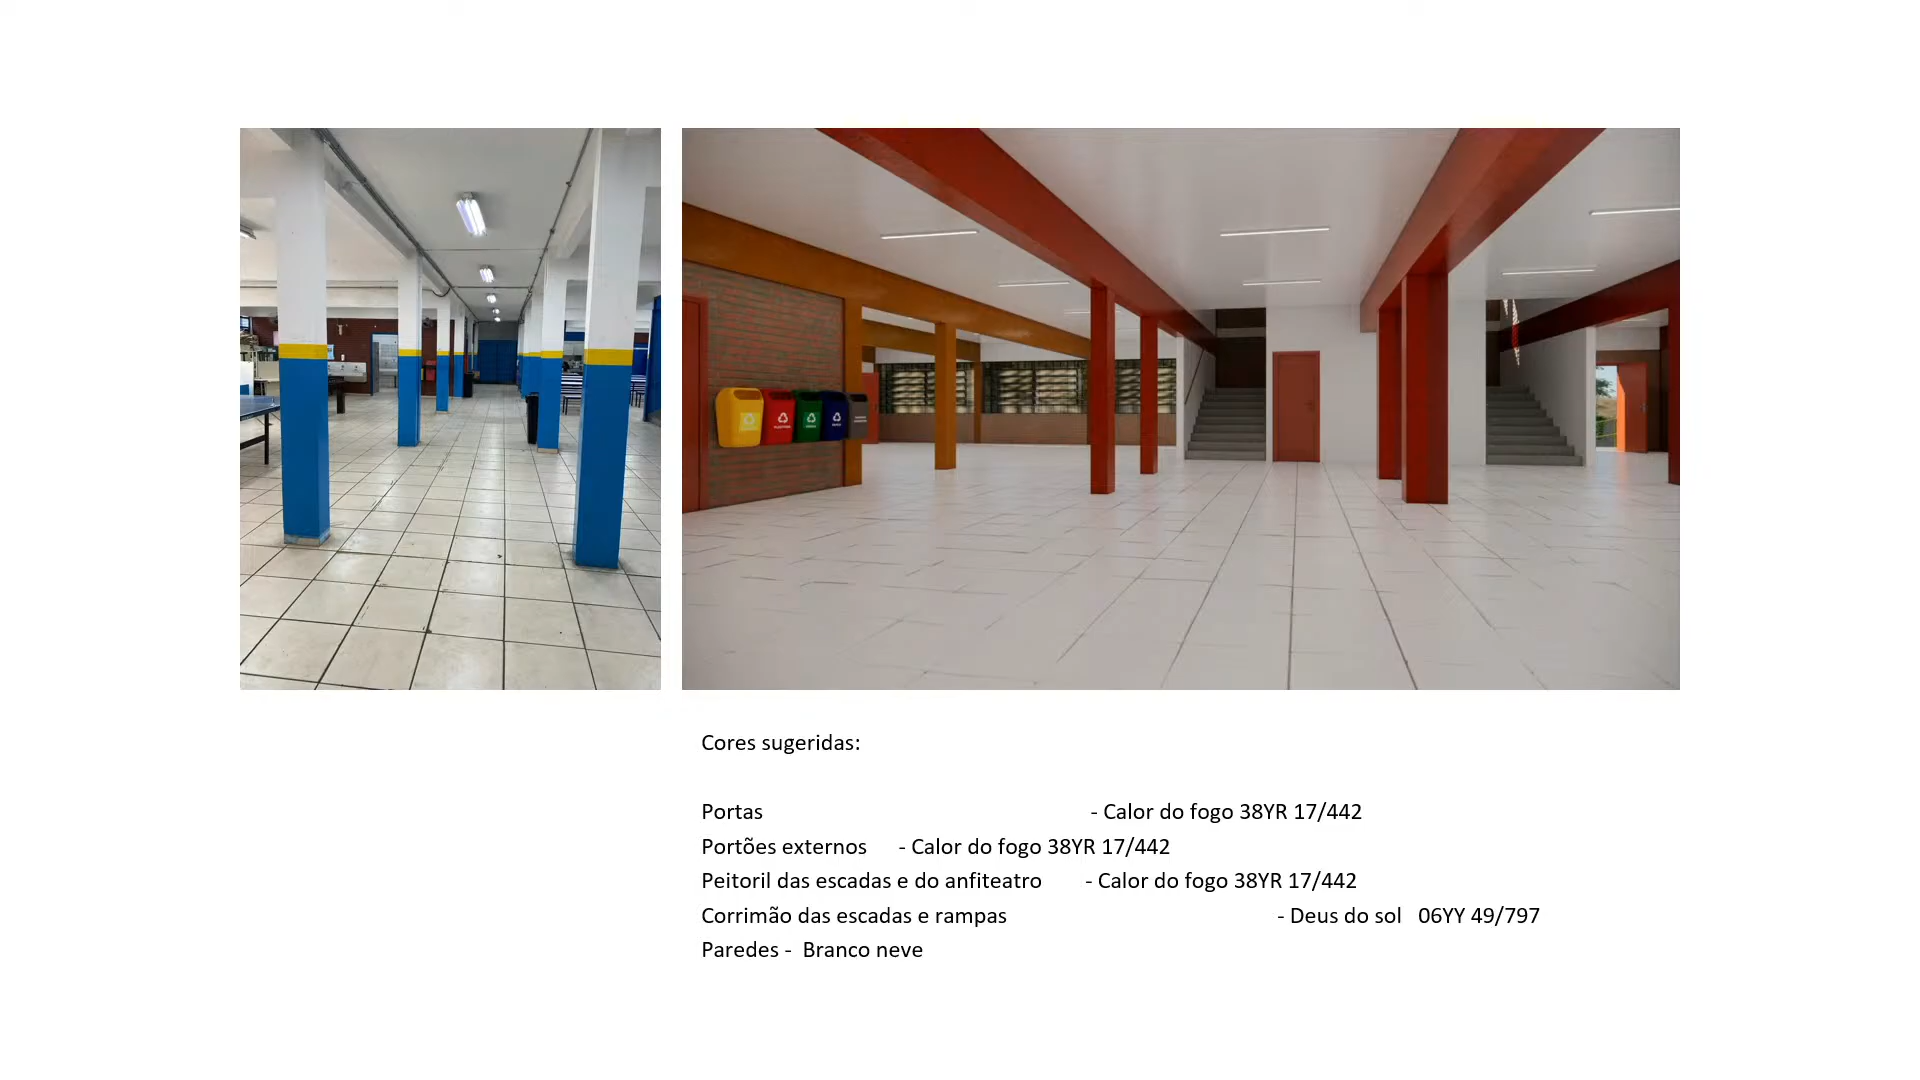 Cores sugeridas:
Portas - Calor do fogo 38YR 17/442
Portões externos - Calor do fogo 38YR 17/442
Peitoril das escadas e do anfiteatro - Calor do fogo 38YR 17/442
Corrimão das escadas e rampas - Deus do sol 06YY 49/797
Paredes - Branco neve